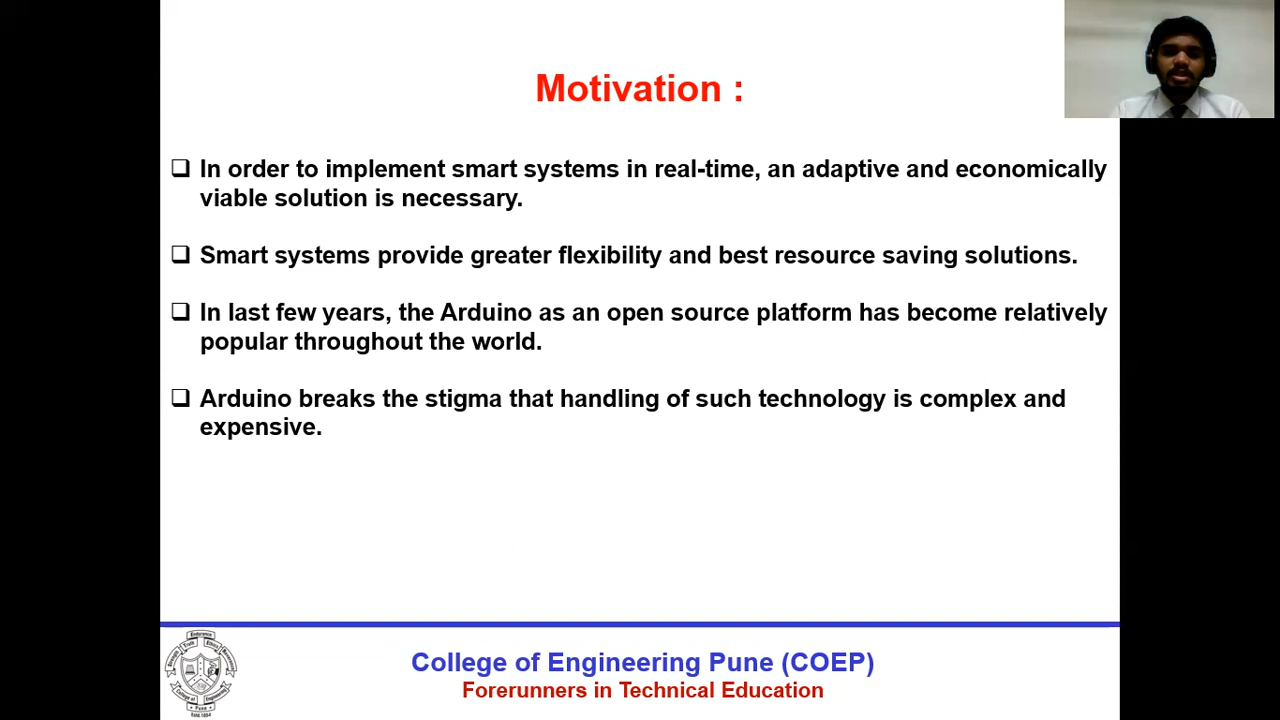 Motivation :
❑ In order to implement smart systems in real-time, an adaptive and economically
viable solution is necessary.
❑ Smart systems provide greater flexibility and best resource saving solutions.
❑ In last few years, the Arduino as an open source platform has become relatively
popular throughout the world.
❑ Arduino breaks the stigma that handling of such technology is complex and
expensive.
College of Engineering Pune (COEP)
Forerunners in Technical Education